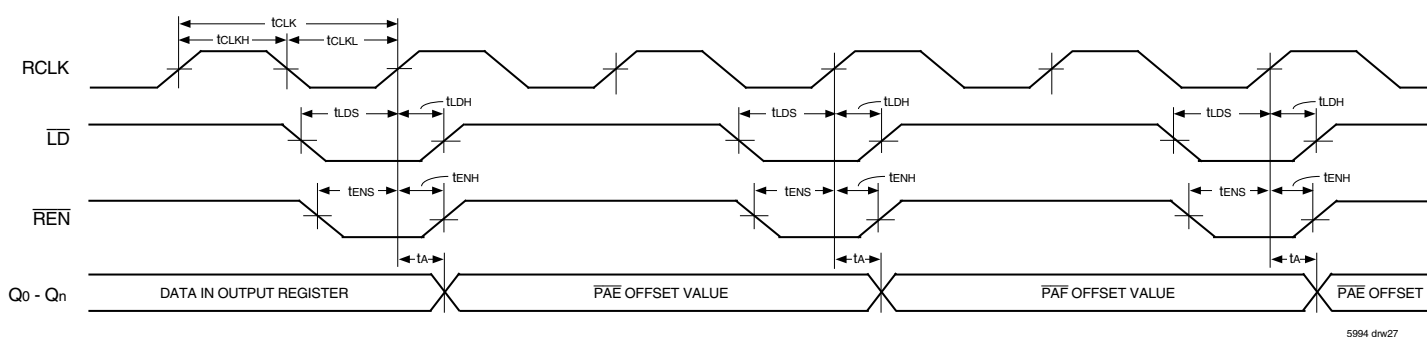 tCLK
tCLKH tCLKL
RCLK
tLDS tLDH tLDS tLDH tLDS tLDH
LD
tENS tENH tENS tENH tENS tENH
REN
tA tA tA
Q0 - Qn DATA IN OUTPUT REGISTER PAE OFFSET VALUE PAF OFFSET VALUE PAE OFFSET
5994 drw27